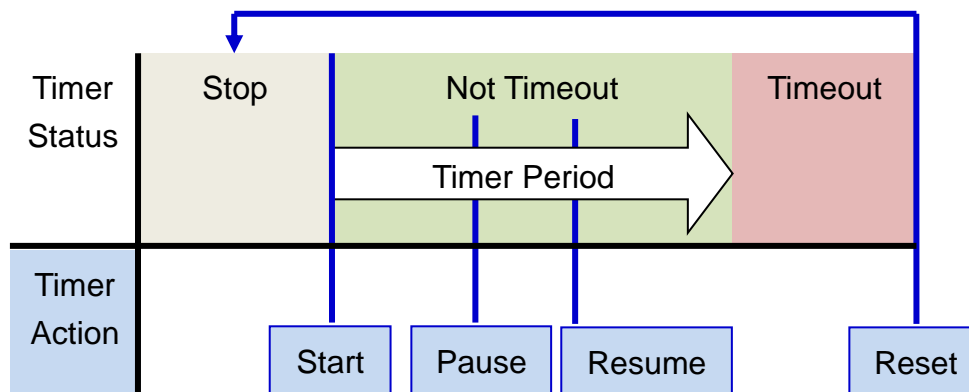 Timer
Status
Stop
Not Timeout
Timeout
Timer Period
Timer
Action
Start
Pause
Resume
Reset